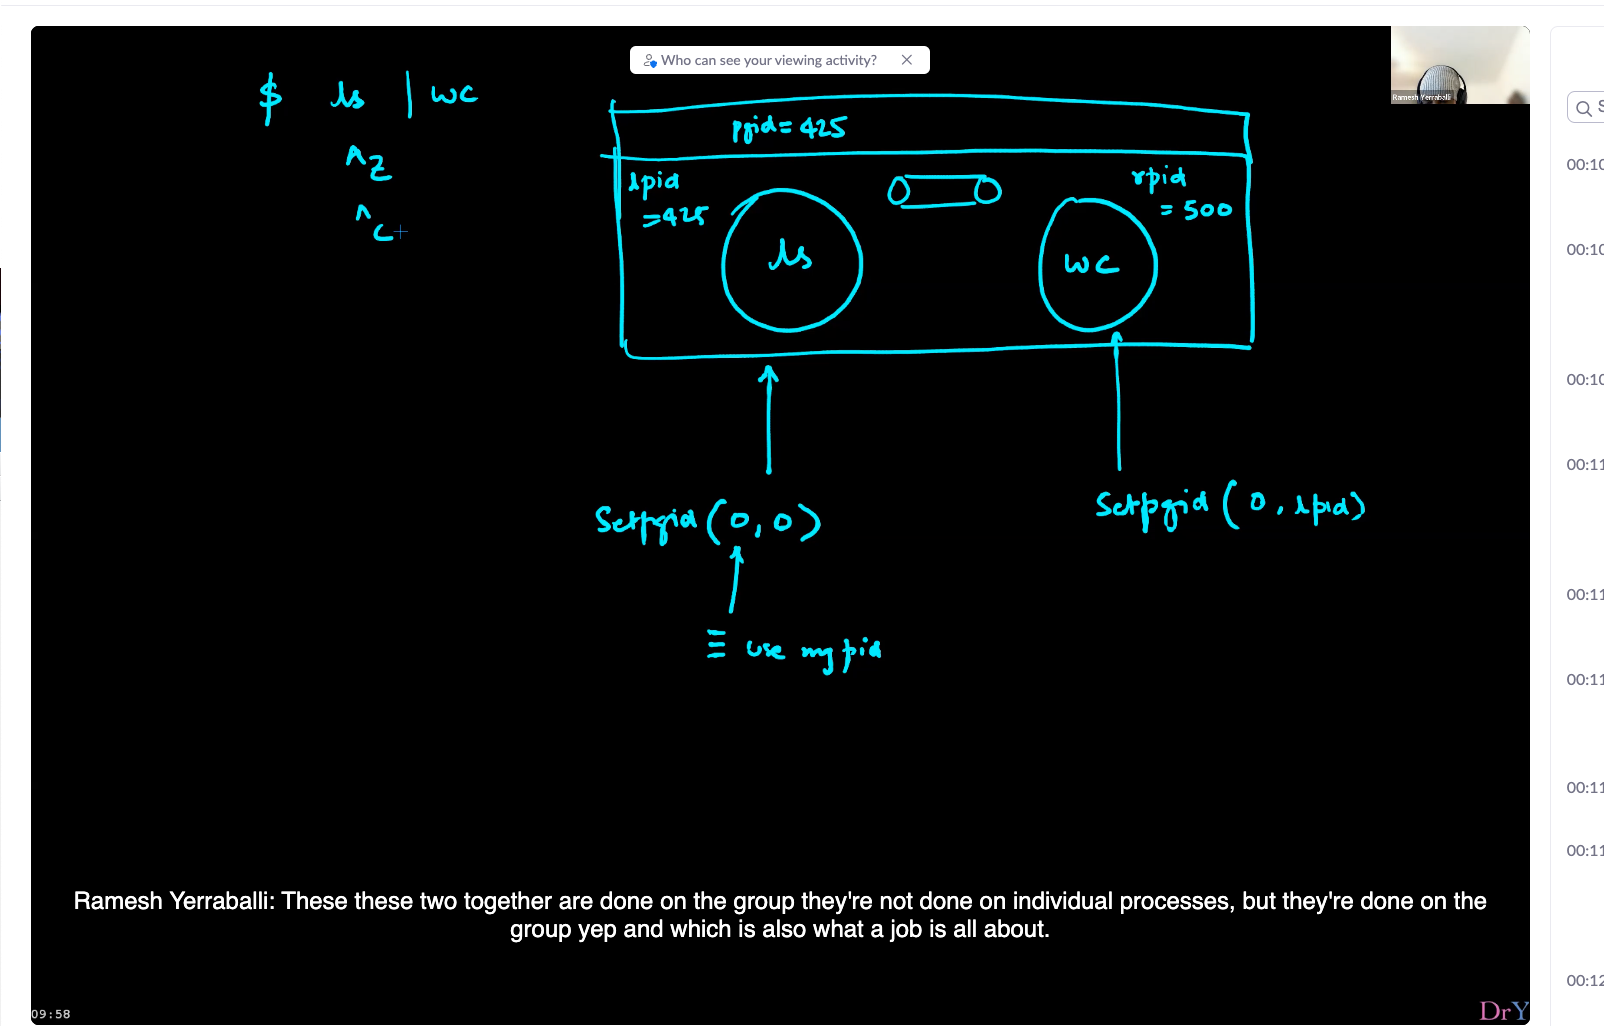 Who can see your viewing activity?
Ramesh Yerraballi
$ ls | wc
^Z
^C
pgid = 425
lpid
= 425
rpid
= 500
ls
wc
Setpgid (0, 0)
Setpgid (0, lpid)
≡ use my pid
Ramesh Yerraballi: These these two together are done on the group they're not done on individual processes, but they're done on the
group yep and which is also what a job is all about.
09:58
DrY
S
00:10
00:10
00:10
00:11
00:11
00:11
00:11
00:11
00:12